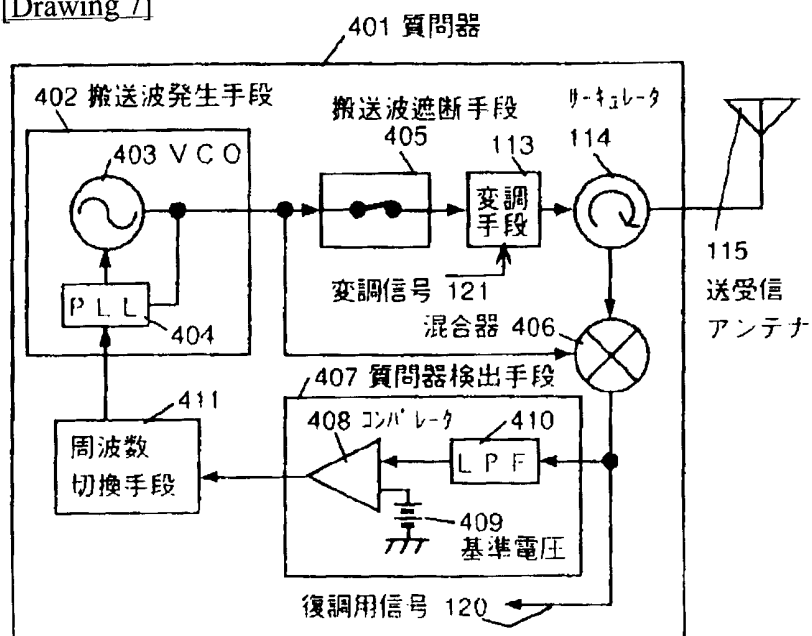 [Drawing 7]
401 質問器
402 搬送波発生手段
搬送波遮断手段
405
113
サーキュレータ
114
403 VCO
変調
手段
PLL
404
変調信号 121
115
送受信
アンテナ
混合器 406
407 質問器検出手段
411
周波数
切換手段
408 コンパレータ
410
LPF
409
基準電圧
復調用信号 120